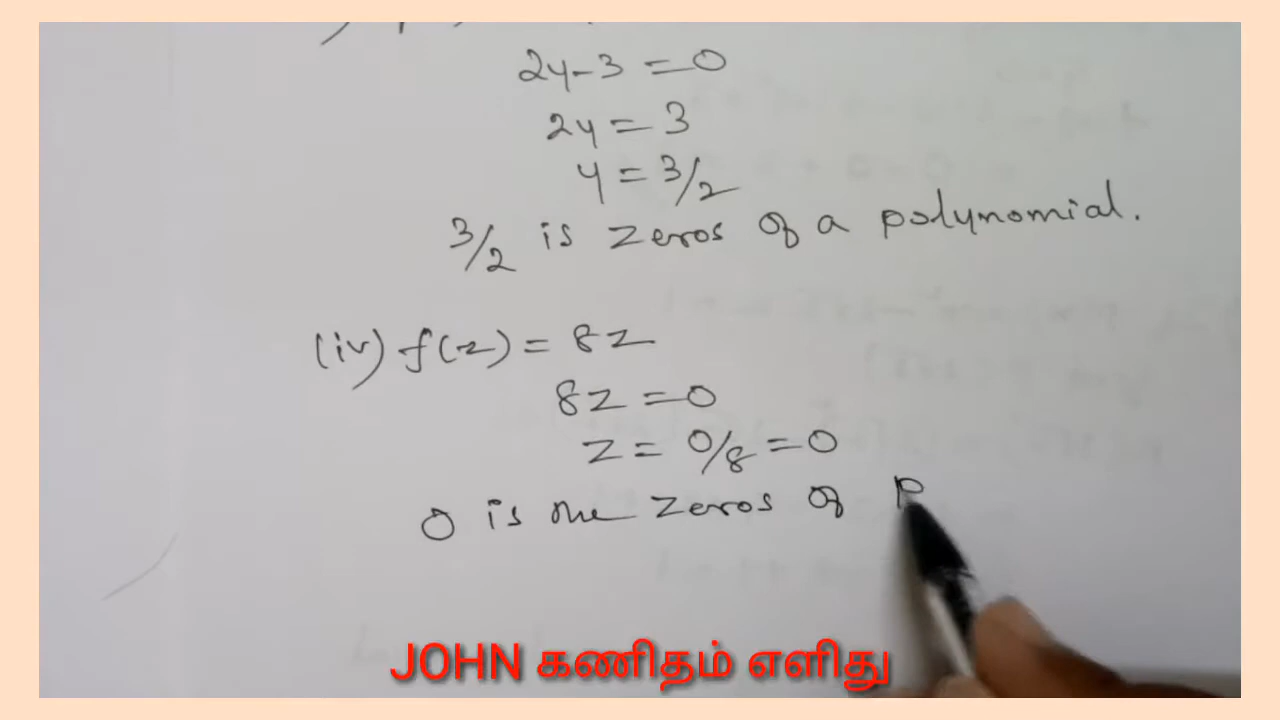 2y-3 = 0
2y = 3
y = 3/2
3/2 is zeros of a polynomial.
(iv) f(z) = 8z
8z = 0
z = 0/8 = 0
0 is the zeros of P
JOHN கணிதம் எளிது